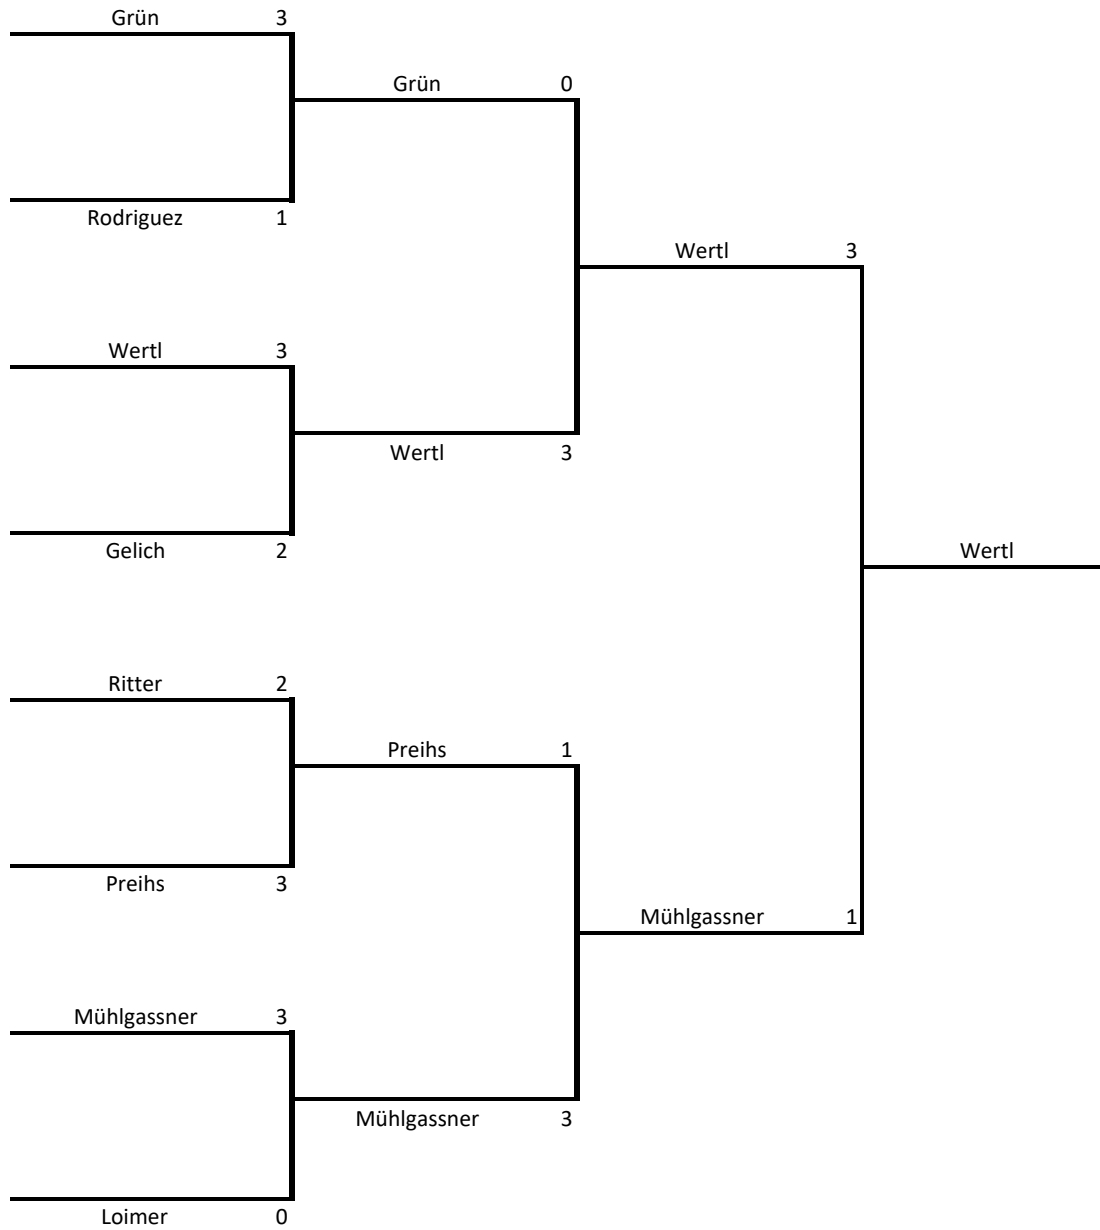 Grün 3
Grün 0
Rodriguez 1
Wertl 3
Wertl 3
Wertl 3
Gelich 2
Wertl
Ritter 2
Preihs 1
Preihs 3
Mühlgassner 1
Mühlgassner 3
Mühlgassner 3
Loimer 0